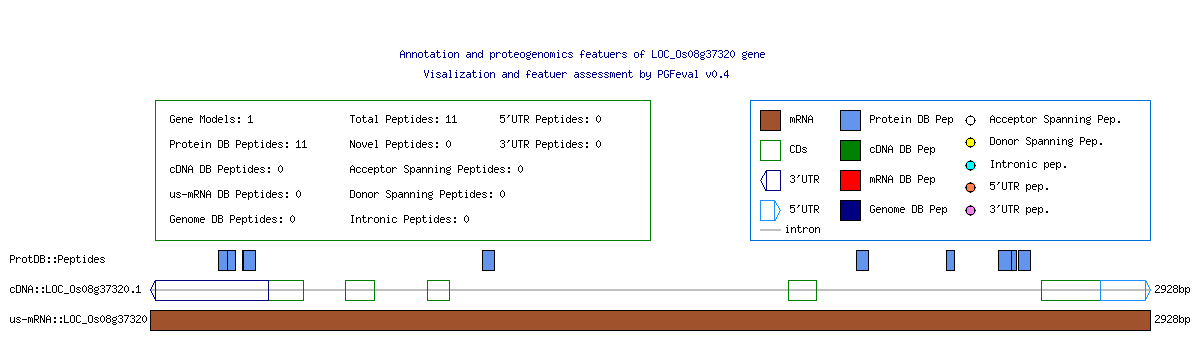 Annotation and proteogenomics featuers of LOC_Os08g37320 gene
Visalization and featuer assessment by PGFeval v0.4
Gene Models: 1
Total Peptides: 11
5'UTR Peptides: 0
Protein DB Peptides: 11
Novel Peptides: 0
3'UTR Peptides: 0
cDNA DB Peptides: 0
Acceptor Spanning Peptides: 0
us-mRNA DB Peptides: 0
Donor Spanning Peptides: 0
Genome DB Peptides: 0
Intronic Peptides: 0
mRNA
Protein DB Pep
Acceptor Spanning Pep.
CDs
cDNA DB Pep
Donor Spanning Pep.
3'UTR
mRNA DB Pep
Intronic pep.
5'UTR
Genome DB Pep
5'UTR pep.
3'UTR pep.
intron
ProtDB::Peptides
cDNA::LOC_Os08g37320.1
2928bp
us-mRNA::LOC_Os08g37320
2928bp